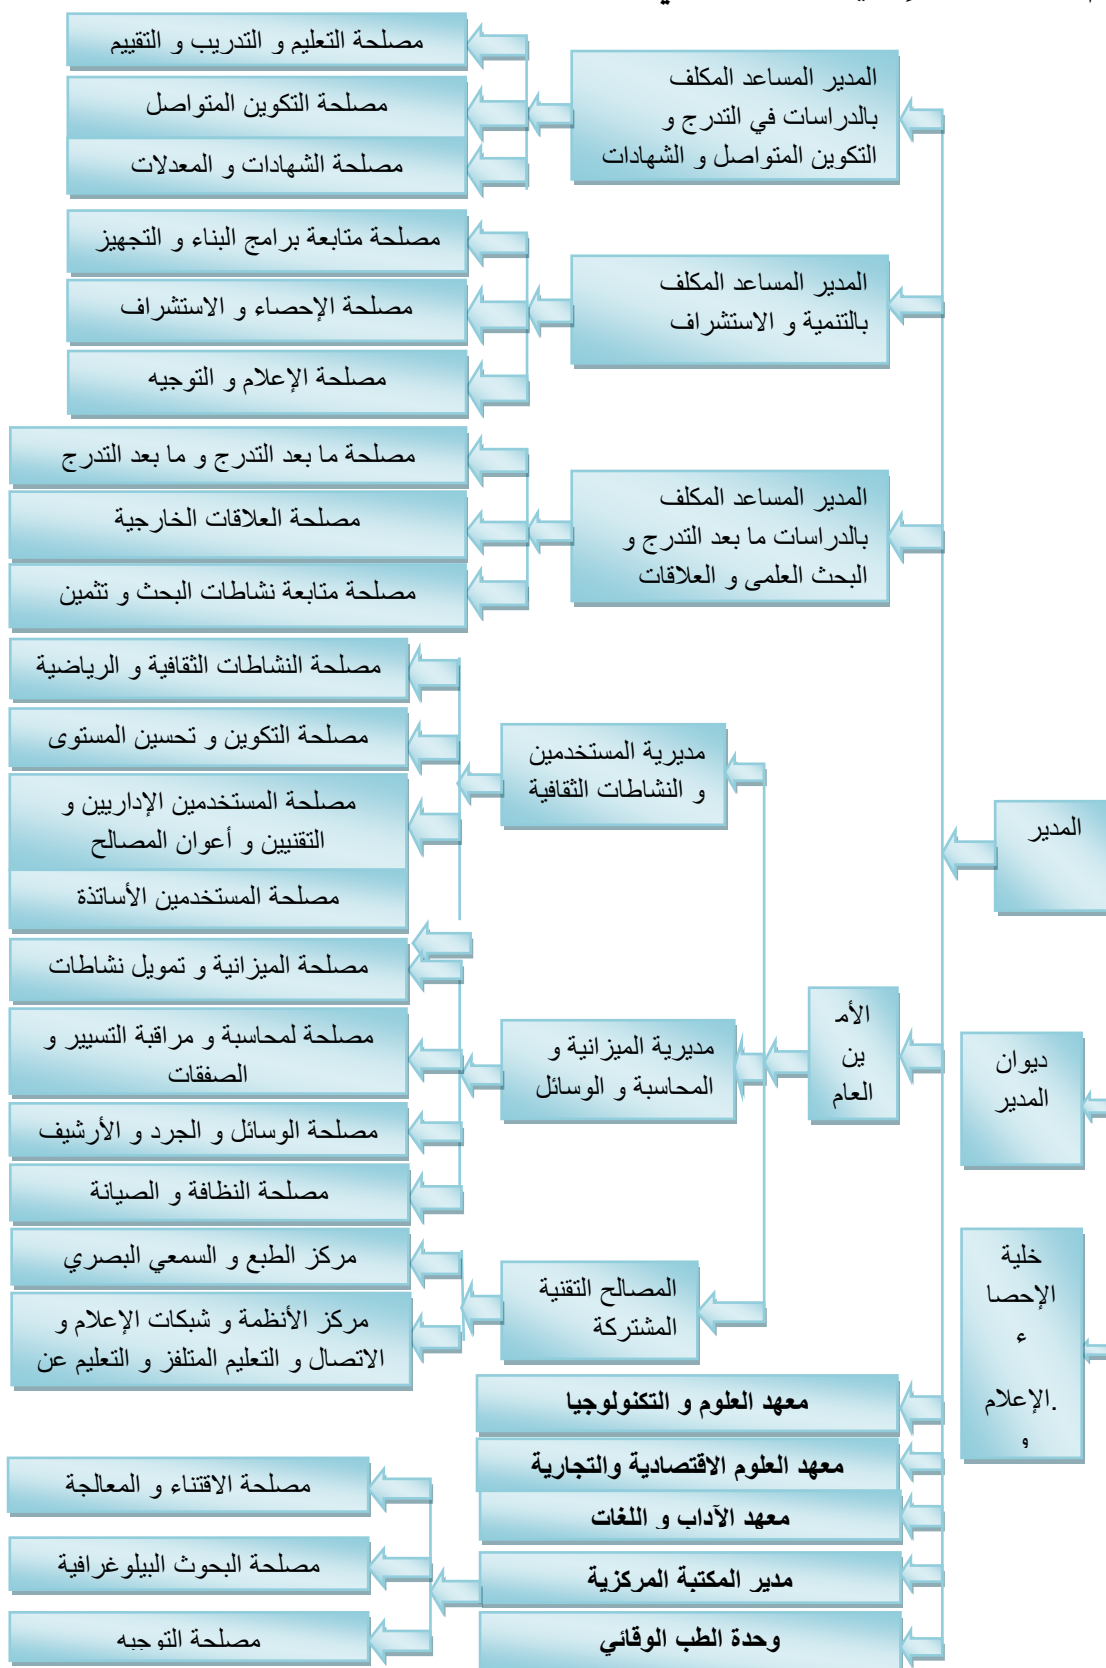 المدير
ديوان
المدير
خلية
الإحصا
ء
.الإعلام
و
المدير المساعد المكلف
بالدراسات في التدرج و
التكوين المتواصل و الشهادات
مصلحة التعليم و التدريب و التقييم
مصلحة التكوين المتواصل
مصلحة الشهادات و المعدلات
المدير المساعد المكلف
بالتنمية و الاستشراف
مصلحة متابعة برامج البناء و التجهيز
مصلحة الإحصاء و الاستشراف
مصلحة الإعلام و التوجيه
المدير المساعد المكلف
بالدراسات ما بعد التدرج و
البحث العلمي و العلاقات
مصلحة ما بعد التدرج و ما بعد التدرج
مصلحة العلاقات الخارجية
مصلحة متابعة نشاطات البحث و تثمين
الأمـ
ين
العام
مديرية المستخدمين
و النشاطات الثقافية
مصلحة النشاطات الثقافية و الرياضية
مصلحة التكوين و تحسين المستوى
مصلحة المستخدمين الإداريين و
التقنيين و أعوان المصالح
مصلحة المستخدمين الأساتذة
مديرية الميزانية و
المحاسبة و الوسائل
مصلحة الميزانية و تمويل نشاطات
مصلحة لمحاسبة و مراقبة التسيير و
الصفقات
مصلحة الوسائل و الجرد و الأرشيف
مصلحة النظافة و الصيانة
المصالح التقنية
المشتركة
مركز الطبع و السمعي البصري
مركز الأنظمة و شبكات الإعلام و
الاتصال و التعليم المتلفز و التعليم عن
معهد العلوم و التكنولوجيا
معهد العلوم الاقتصادية والتجارية
معهد الآداب و اللغات
مدير المكتبة المركزية
مصلحة الاقتناء و المعالجة
مصلحة البحوث البيلوغرافية
مصلحة التوجيه
وحدة الطب الوقائي